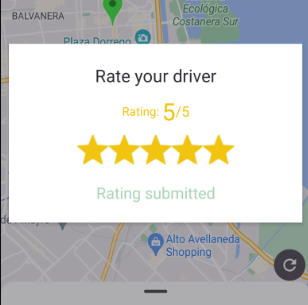 BALVANERA
Ecológica
Costanera Sur
Plaza Dorrego
Rate your driver
Rating: 5/5
Rating submitted
Alto Avellaneda
Shopping